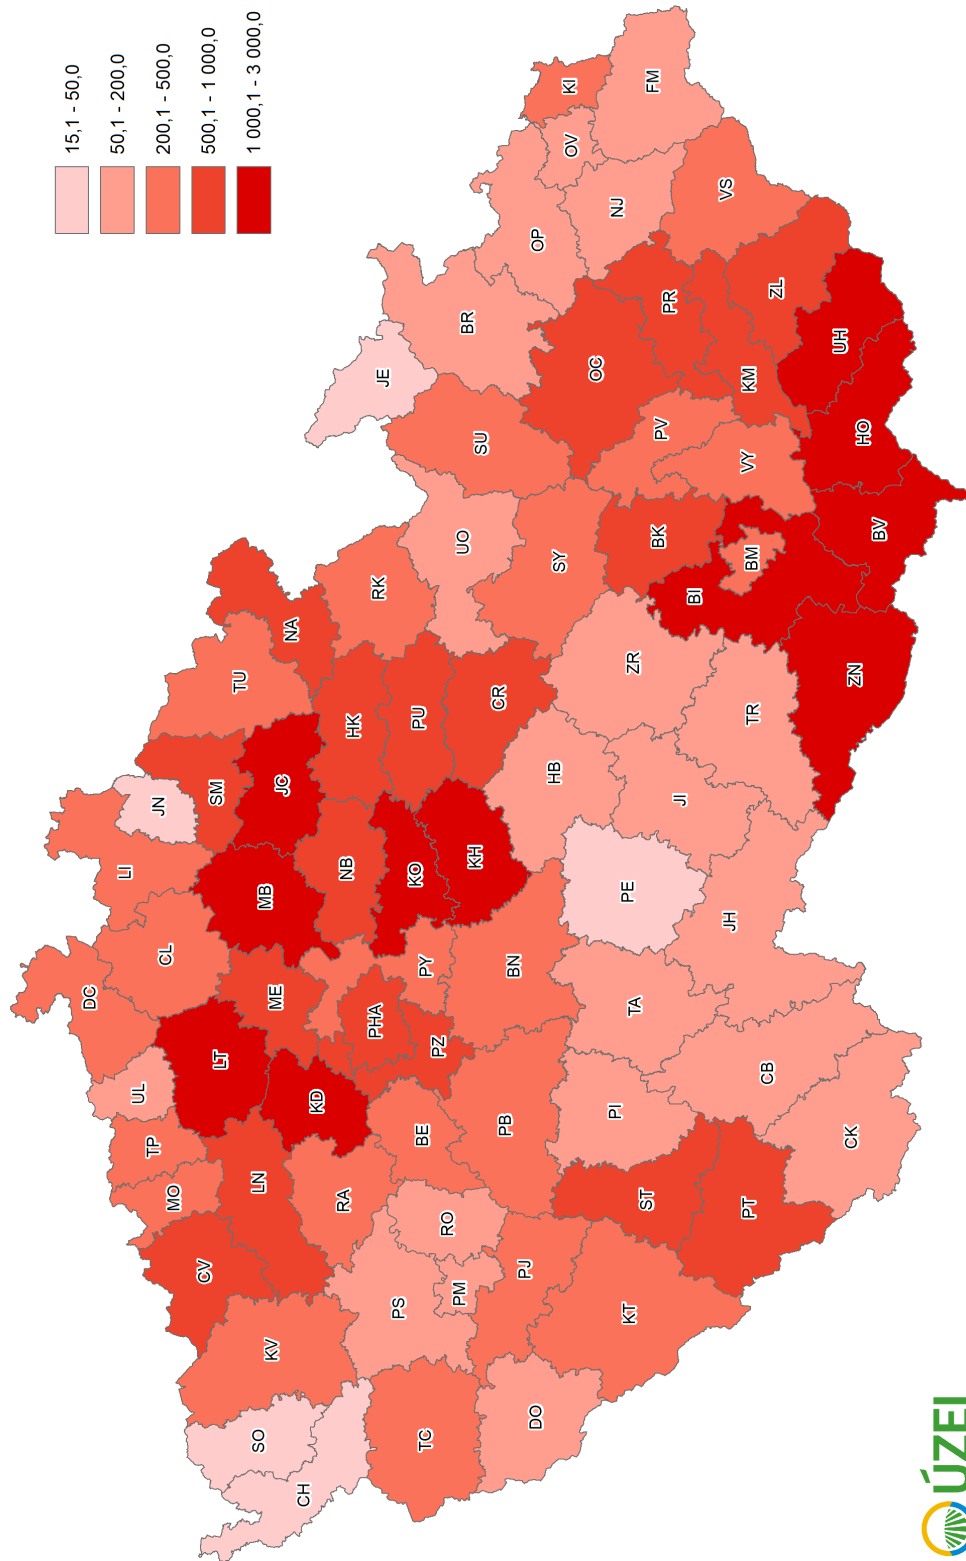 15,1 - 50,0
50,1 - 200,0
200,1 - 500,0
500,1 - 1 000,0
1 000,1 - 3 000,0
DC
LI
JN
CL
UL
TP
MO
LT
SM
TU
NA
MB
JC
ME
CV
LN
KD
KV
SO
CH
RA
NB
HK
RK
JE
BR
PHA
KO
PU
UO
SU
OP
OV
KI
PY
PZ
BE
PS
RO
PM
TC
KH
CR
SY
OC
NJ
FM
BN
PB
PJ
DO
HB
ZR
BK
PV
PR
VS
PE
TA
PI
KT
JI
BI
BM
VY
KM
ZL
ST
JH
TR
CB
PT
CK
ZN
BV
HO
UH
ÚZEI